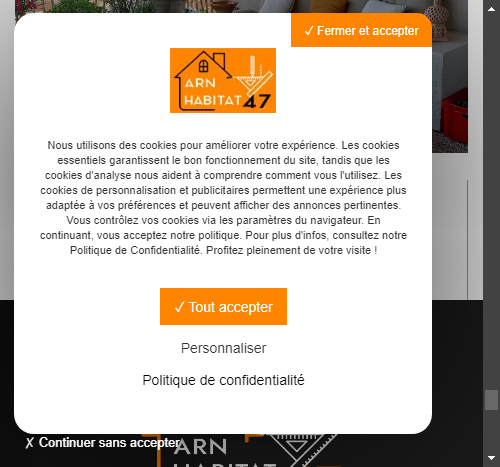 ✓ Fermer et accepter
ARN
HABITAT 47
Nous utilisons des cookies pour améliorer votre expérience. Les cookies
essentiels garantissent le bon fonctionnement du site, tandis que les
cookies d'analyse nous aident à comprendre comment vous l'utilisez. Les
cookies de personnalisation et publicitaires permettent une expérience plus
adaptée à vos préférences et peuvent afficher des annonces pertinentes.
Vous contrôlez vos cookies via les paramètres du navigateur. En
continuant, vous acceptez notre politique. Pour plus d'infos, consultez notre
Politique de Confidentialité. Profitez pleinement de votre visite !
✓ Tout accepter
Personnaliser
Politique de confidentialité
✗ Continuer sans accepter
ARN
HABITAT